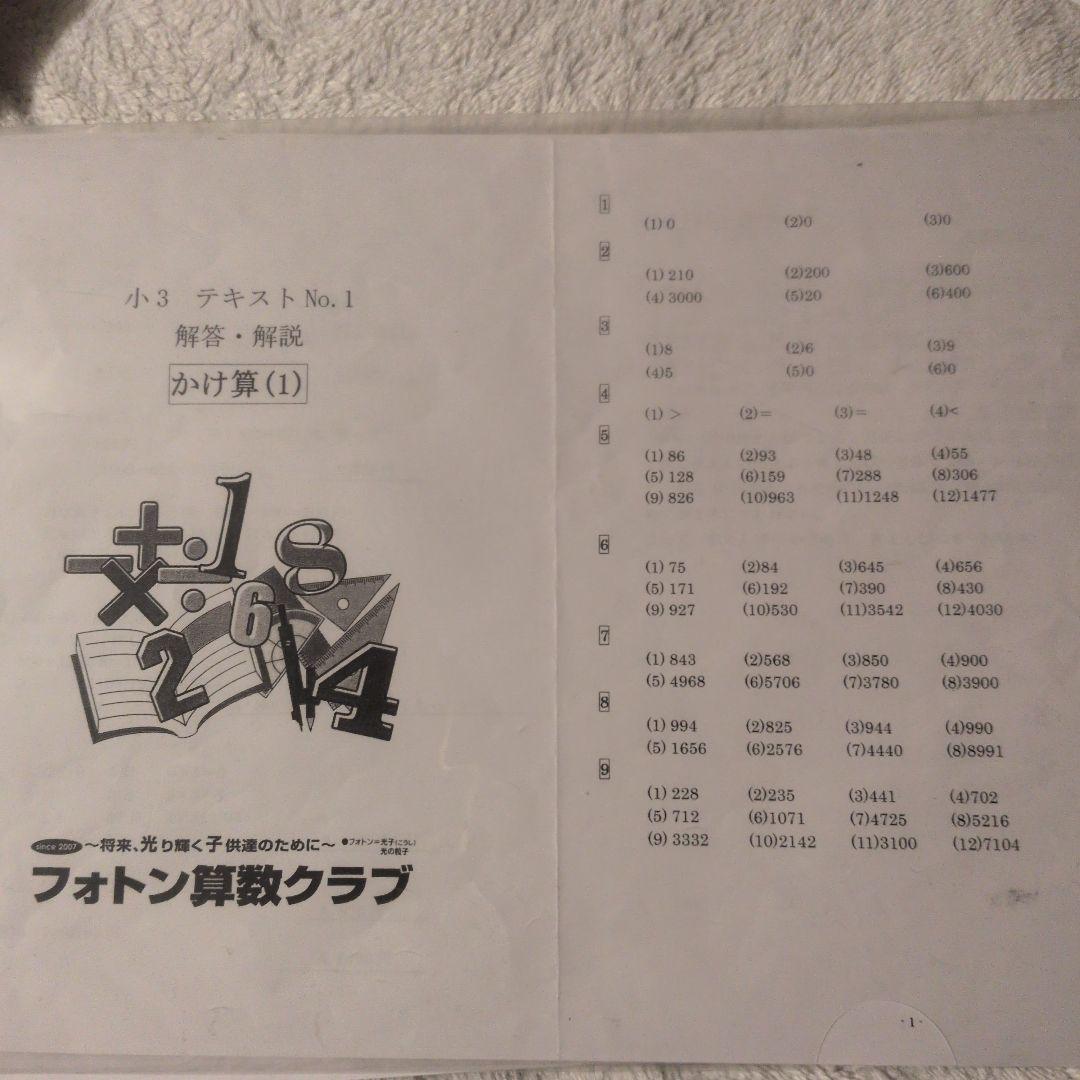 小3 テキストNo.1
解答・解説
かけ算(1)
1 8 6 2 4
since 2007 ～将来、光り輝く子供達のために～ ●フォトン=光子(こうし)
光の粒子
フォトン算数クラブ
1
(1) 0 (2)0 (3)0
2
(1) 210 (2)200 (3)600
(4) 3000 (5)20 (6)400
3
(1)8 (2)6 (3)9
(4)5 (5)0 (6)0
4
(1) > (2)= (3)= (4)<
5
(1) 86 (2)93 (3)48 (4)55
(5) 128 (6)159 (7)288 (8)306
(9) 826 (10)963 (11)1248 (12)1477
6
(1) 75 (2)84 (3)645 (4)656
(5) 171 (6)192 (7)390 (8)430
(9) 927 (10)530 (11)3542 (12)4030
7
(1) 843 (2)568 (3)850 (4)900
(5) 4968 (6)5706 (7)3780 (8)3900
8
(1) 994 (2)825 (3)944 (4)990
(5) 1656 (6)2576 (7)4440 (8)8991
9
(1) 228 (2)235 (3)441 (4)702
(5) 712 (6)1071 (7)4725 (8)5216
(9) 3332 (10)2142 (11)3100 (12)7104
- 1 -